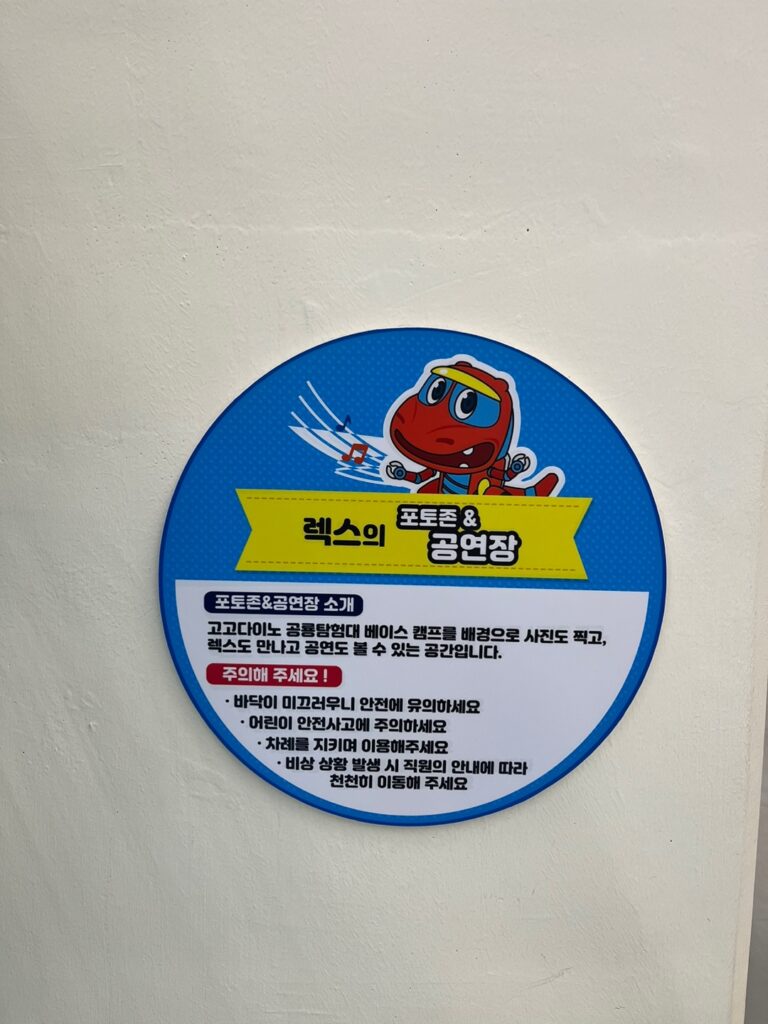 렉스의 포토존 &
공연장
포토존&공연장 소개
고고다이노 공룡탐험대 베이스 캠프를 배경으로 사진도 찍고,
렉스도 만나고 공연도 볼 수 있는 공간입니다.
주의해 주세요 !
· 바닥이 미끄러우니 안전에 유의하세요
· 어린이 안전사고에 주의하세요
· 차례를 지키며 이용해주세요
· 비상 상황 발생 시 직원의 안내에 따라
천천히 이동해 주세요